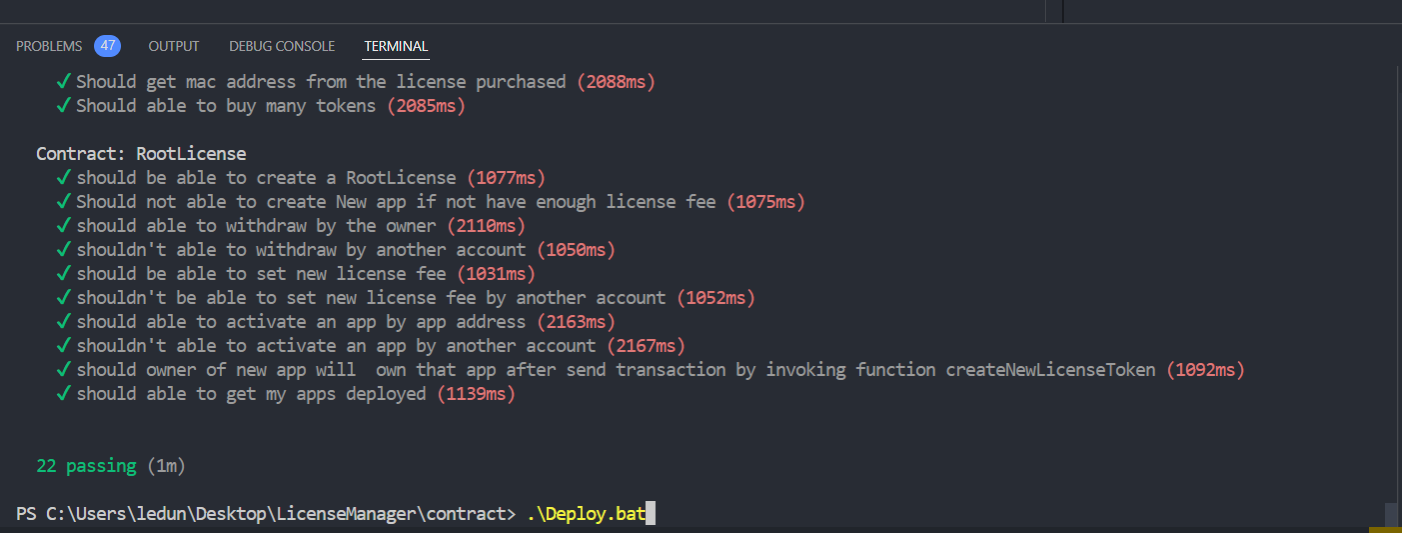 PROBLEMS 47 OUTPUT DEBUG CONSOLE TERMINAL
✓ Should get mac address from the license purchased (2088ms)
✓ Should able to buy many tokens (2085ms)
Contract: RootLicense
✓ should be able to create a RootLicense (1077ms)
✓ Should not able to create New app if not have enough license fee (1075ms)
✓ should able to withdraw by the owner (2110ms)
✓ shouldn't able to withdraw by another account (1050ms)
✓ should be able to set new license fee (1031ms)
✓ shouldn't be able to set new license fee by another account (1052ms)
✓ should able to activate an app by app address (2163ms)
✓ shouldn't able to activate an app by another account (2167ms)
✓ should owner of new app will  own that app after send transaction by invoking function createNewLicenseToken (1092ms)
✓ should able to get my apps deployed (1139ms)
22 passing (1m)
PS C:\Users\ledun\Desktop\LicenseManager\contract> .\Deploy.bat